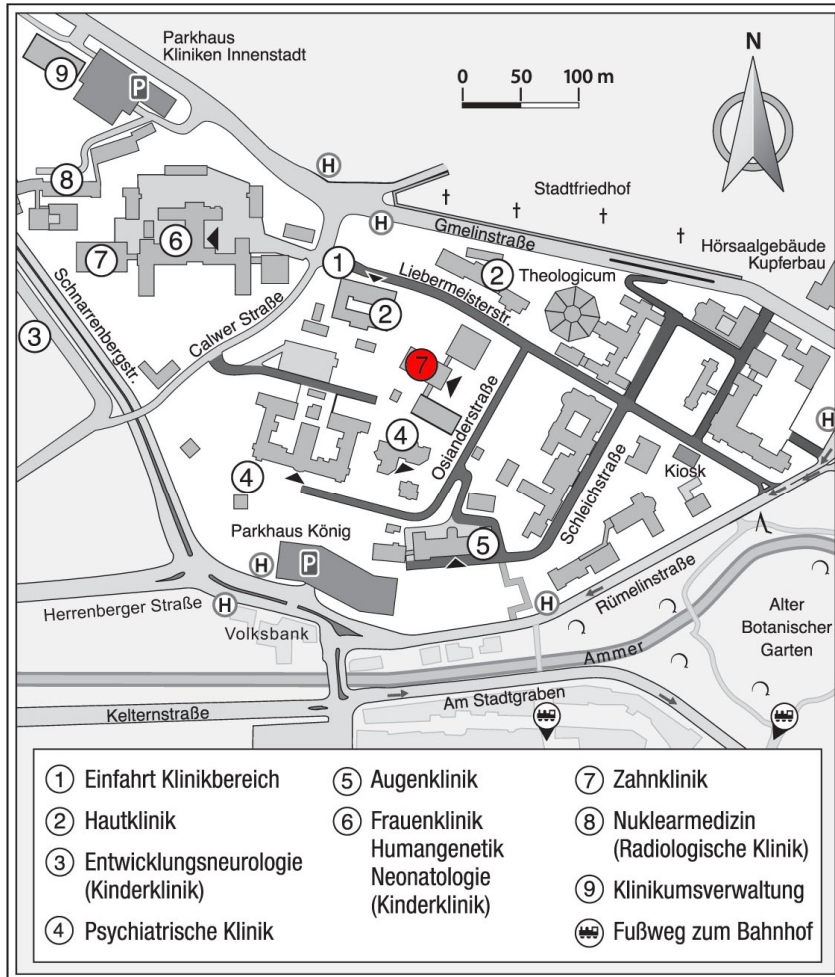 Parkhaus
Kliniken Innenstadt
9
P
0 50 100 m
N
H
8
Stadtfriedhof
H
Gmelinstraße
Hörsaalgebäude
Kupferbau
6
7
1
2
Theologicum
Liebermeisterstr.
Schnarrenbergstr.
Calwer Straße
2
3
7
H
4
Osianderstraße
4
Schleichstraße
Kiosk
Parkhaus König
H
P
5
Herrenberger Straße
H
H
Rümelinstraße
Volksbank
Alter
Botanischer
Garten
Ammer
Kelternstraße
Am Stadtgraben
1 Einfahrt Klinikbereich
2 Hautklinik
3 Entwicklungsneurologie
(Kinderklinik)
4 Psychiatrische Klinik
5 Augenklinik
6 Frauenklinik
Humangenetik
Neonatologie
(Kinderklinik)
7 Zahnklinik
8 Nuklearmedizin
(Radiologische Klinik)
9 Klinikumsverwaltung
Fußweg zum Bahnhof